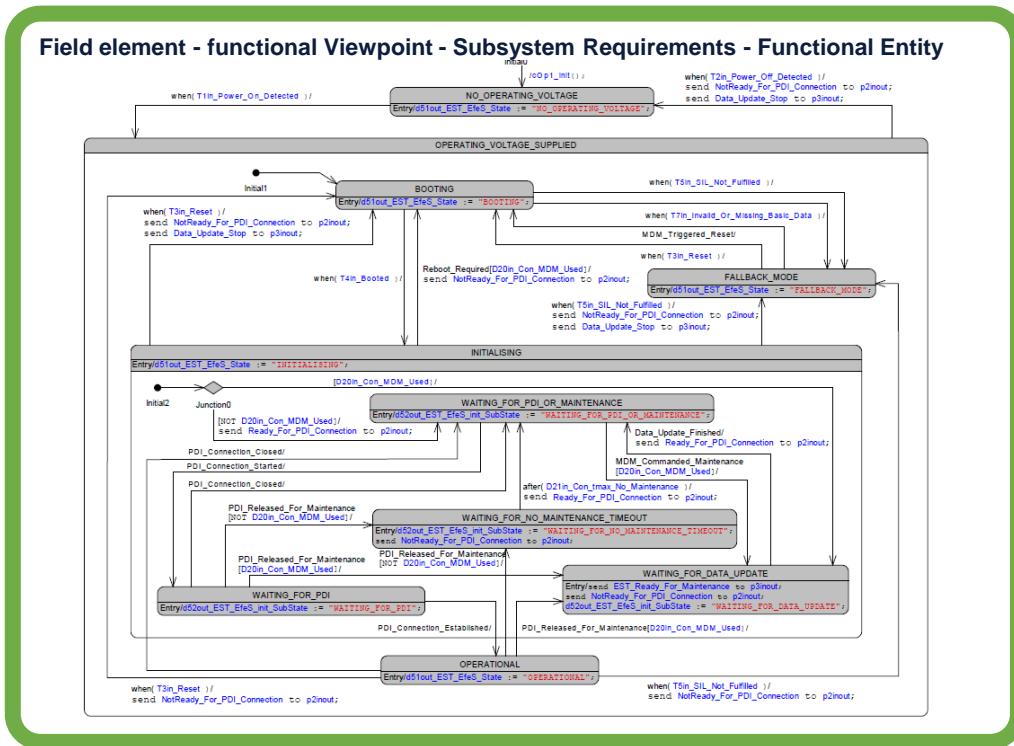 Field element - functional Viewpoint - Subsystem Requirements - Functional Entity
Initial0
/cOp1_Init();
when( T1in_Power_On_Detected )/
NO_OPERATING_VOLTAGE
Entry/d51out_EST_EfeS_State := "NO_OPERATING_VOLTAGE";
when( T2in_Power_Off_Detected )/
send NotReady_For_PDI_Connection to p2inout;
send Data_Update_Stop to p3inout;
OPERATING_VOLTAGE_SUPPLIED
Initial1
BOOTING
Entry/d51out_EST_EfeS_State := "BOOTING";
when( T5in_SIL_Not_Fulfilled )/
when( T3in_Reset )/
send NotReady_For_PDI_Connection to p2inout;
send Data_Update_Stop to p3inout;
when( T7in_Invalid_Or_Missing_Basic_Data )/
MDM_Triggered_Reset/
when( T3in_Reset )/
when( T4in_Booted )/
Reboot_Required[D20in_Con_MDM_Used]/
send NotReady_For_PDI_Connection to p2inout;
FALLBACK_MODE
Entry/d51out_EST_EfeS_State := "FALLBACK_MODE";
when( T5in_SIL_Not_Fulfilled )/
send NotReady_For_PDI_Connection to p2inout;
send Data_Update_Stop to p3inout;
INITIALISING
Entry/d51out_EST_EfeS_State := "INITIALISING";
Initial2
Junction0
[D20in_Con_MDM_Used]/
[NOT D20in_Con_MDM_Used]/
send Ready_For_PDI_Connection to p2inout;
WAITING_FOR_PDI_OR_MAINTENANCE
Entry/d52out_EST_EfeS_init_SubState := "WAITING_FOR_PDI_OR_MAINTENANCE";
Data_Update_Finished/
send Ready_For_PDI_Connection to p2inout;
PDI_Connection_Closed/
PDI_Connection_Started/
PDI_Connection_Closed/
MDM_Commanded_Maintenance
[D20in_Con_MDM_Used]/
after( D21in_Con_tmax_No_Maintenance )/
send Ready_For_PDI_Connection to p2inout;
PDI_Released_For_Maintenance
[NOT D20in_Con_MDM_Used]/
WAITING_FOR_NO_MAINTENANCE_TIMEOUT
Entry/d52out_EST_EfeS_init_SubState := "WAITING_FOR_NO_MAINTENANCE_TIMEOUT";
send NotReady_For_PDI_Connection to p2inout;
PDI_Released_For_Maintenance
[D20in_Con_MDM_Used]/
PDI_Released_For_Maintenance\
[NOT D20in_Con_MDM_Used]/
WAITING_FOR_PDI
Entry/d52out_EST_EfeS_init_SubState := "WAITING_FOR_PDI";
WAITING_FOR_DATA_UPDATE
Entry/send EST_Ready_For_Maintenance to p3inout;
send NotReady_For_PDI_Connection to p2inout;
d52out_EST_EfeS_init_SubState := "WAITING_FOR_DATA_UPDATE";
PDI_Connection_Established/
PDI_Released_For_Maintenance[D20in_Con_MDM_Used]/
OPERATIONAL
Entry/d51out_EST_EfeS_State := "OPERATIONAL";
when( T3in_Reset )/
send NotReady_For_PDI_Connection to p2inout;
when( T5in_SIL_Not_Fulfilled )/
send NotReady_For_PDI_Connection to p2inout;